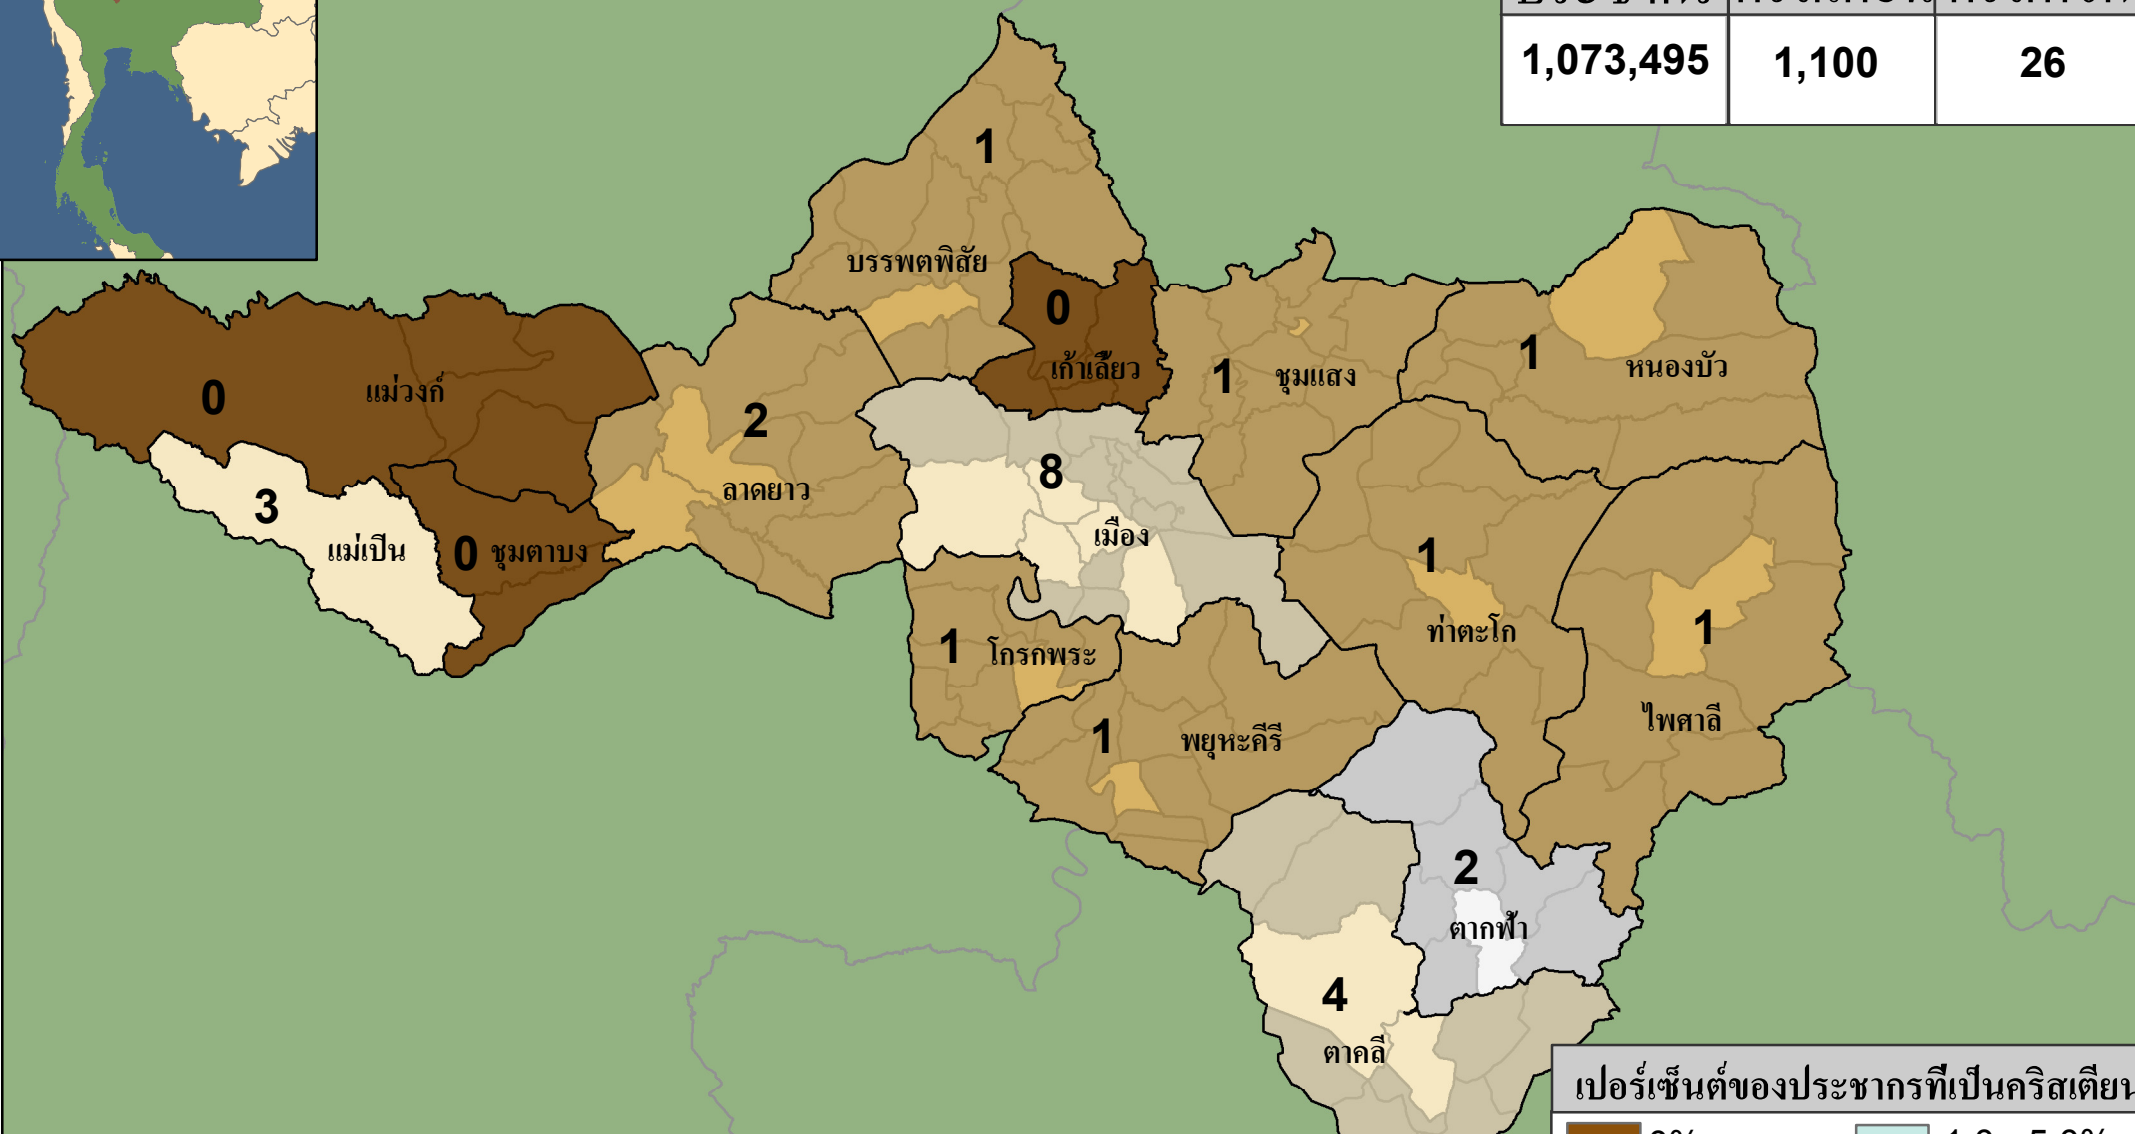 1,073,495 1,100 26
1
บรรพตพิสัย
0
เก้าเลี้ยว
1 ชุมแสง
1 หนองบัว
0 แม่วงก์
2
ลาดยาว
8
เมือง
3
แม่เปิน
0 ชุมตาบง
1
ท่าตะโก
1
ไพศาลี
1 โกรกพระ
1 พยุหะคีรี
2
ตากฟ้า
4
ตาคลี
เปอร์เซ็นต์ของประชากรที่เป็นคริสเตียน